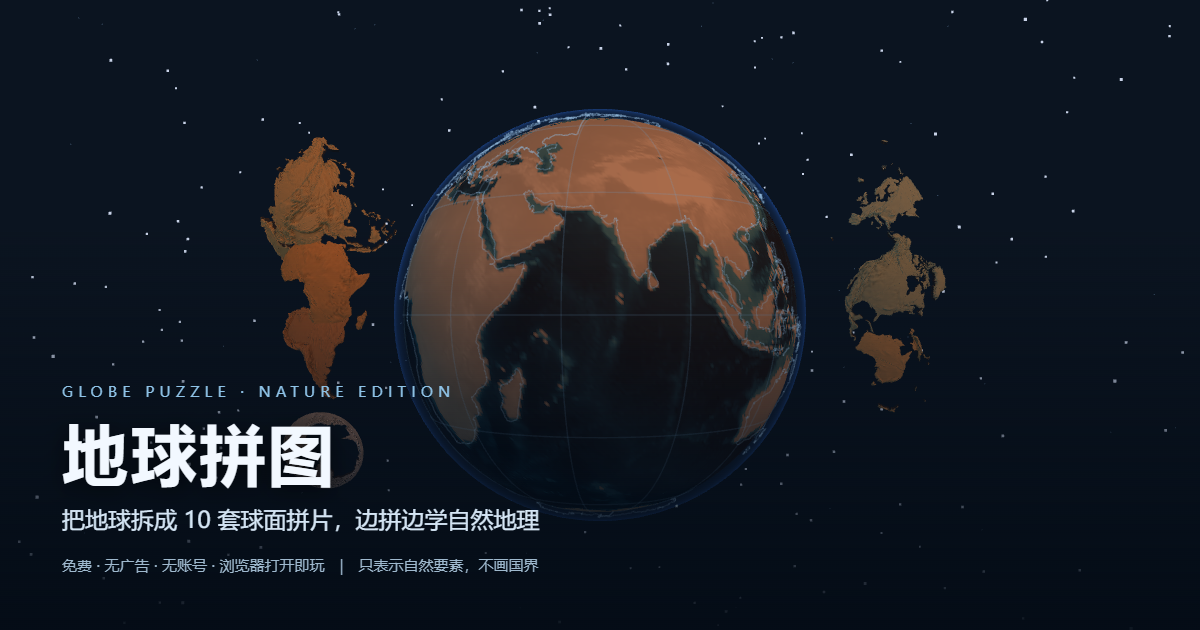 GLOBE PUZZLE · NATURE EDITION
地球拼图
把地球拆成 10 套球面拼片，边拼边学自然地理
免费 · 无广告 · 无账号 · 浏览器打开即玩 | 只表示自然要素，不画国界